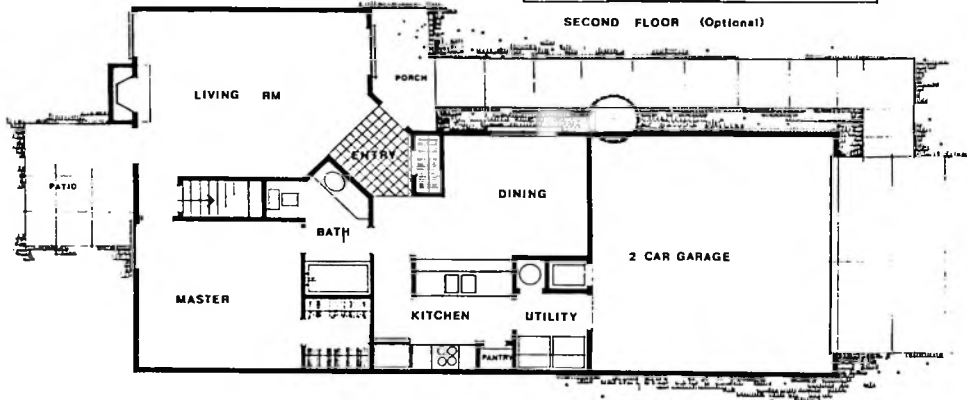 SECOND FLOOR (Optional)
PORCH
LIVING RM
ENTRY
PATIO
DINING
BATH
2 CAR GARAGE
MASTER
KITCHEN
UTILITY
PANTRY